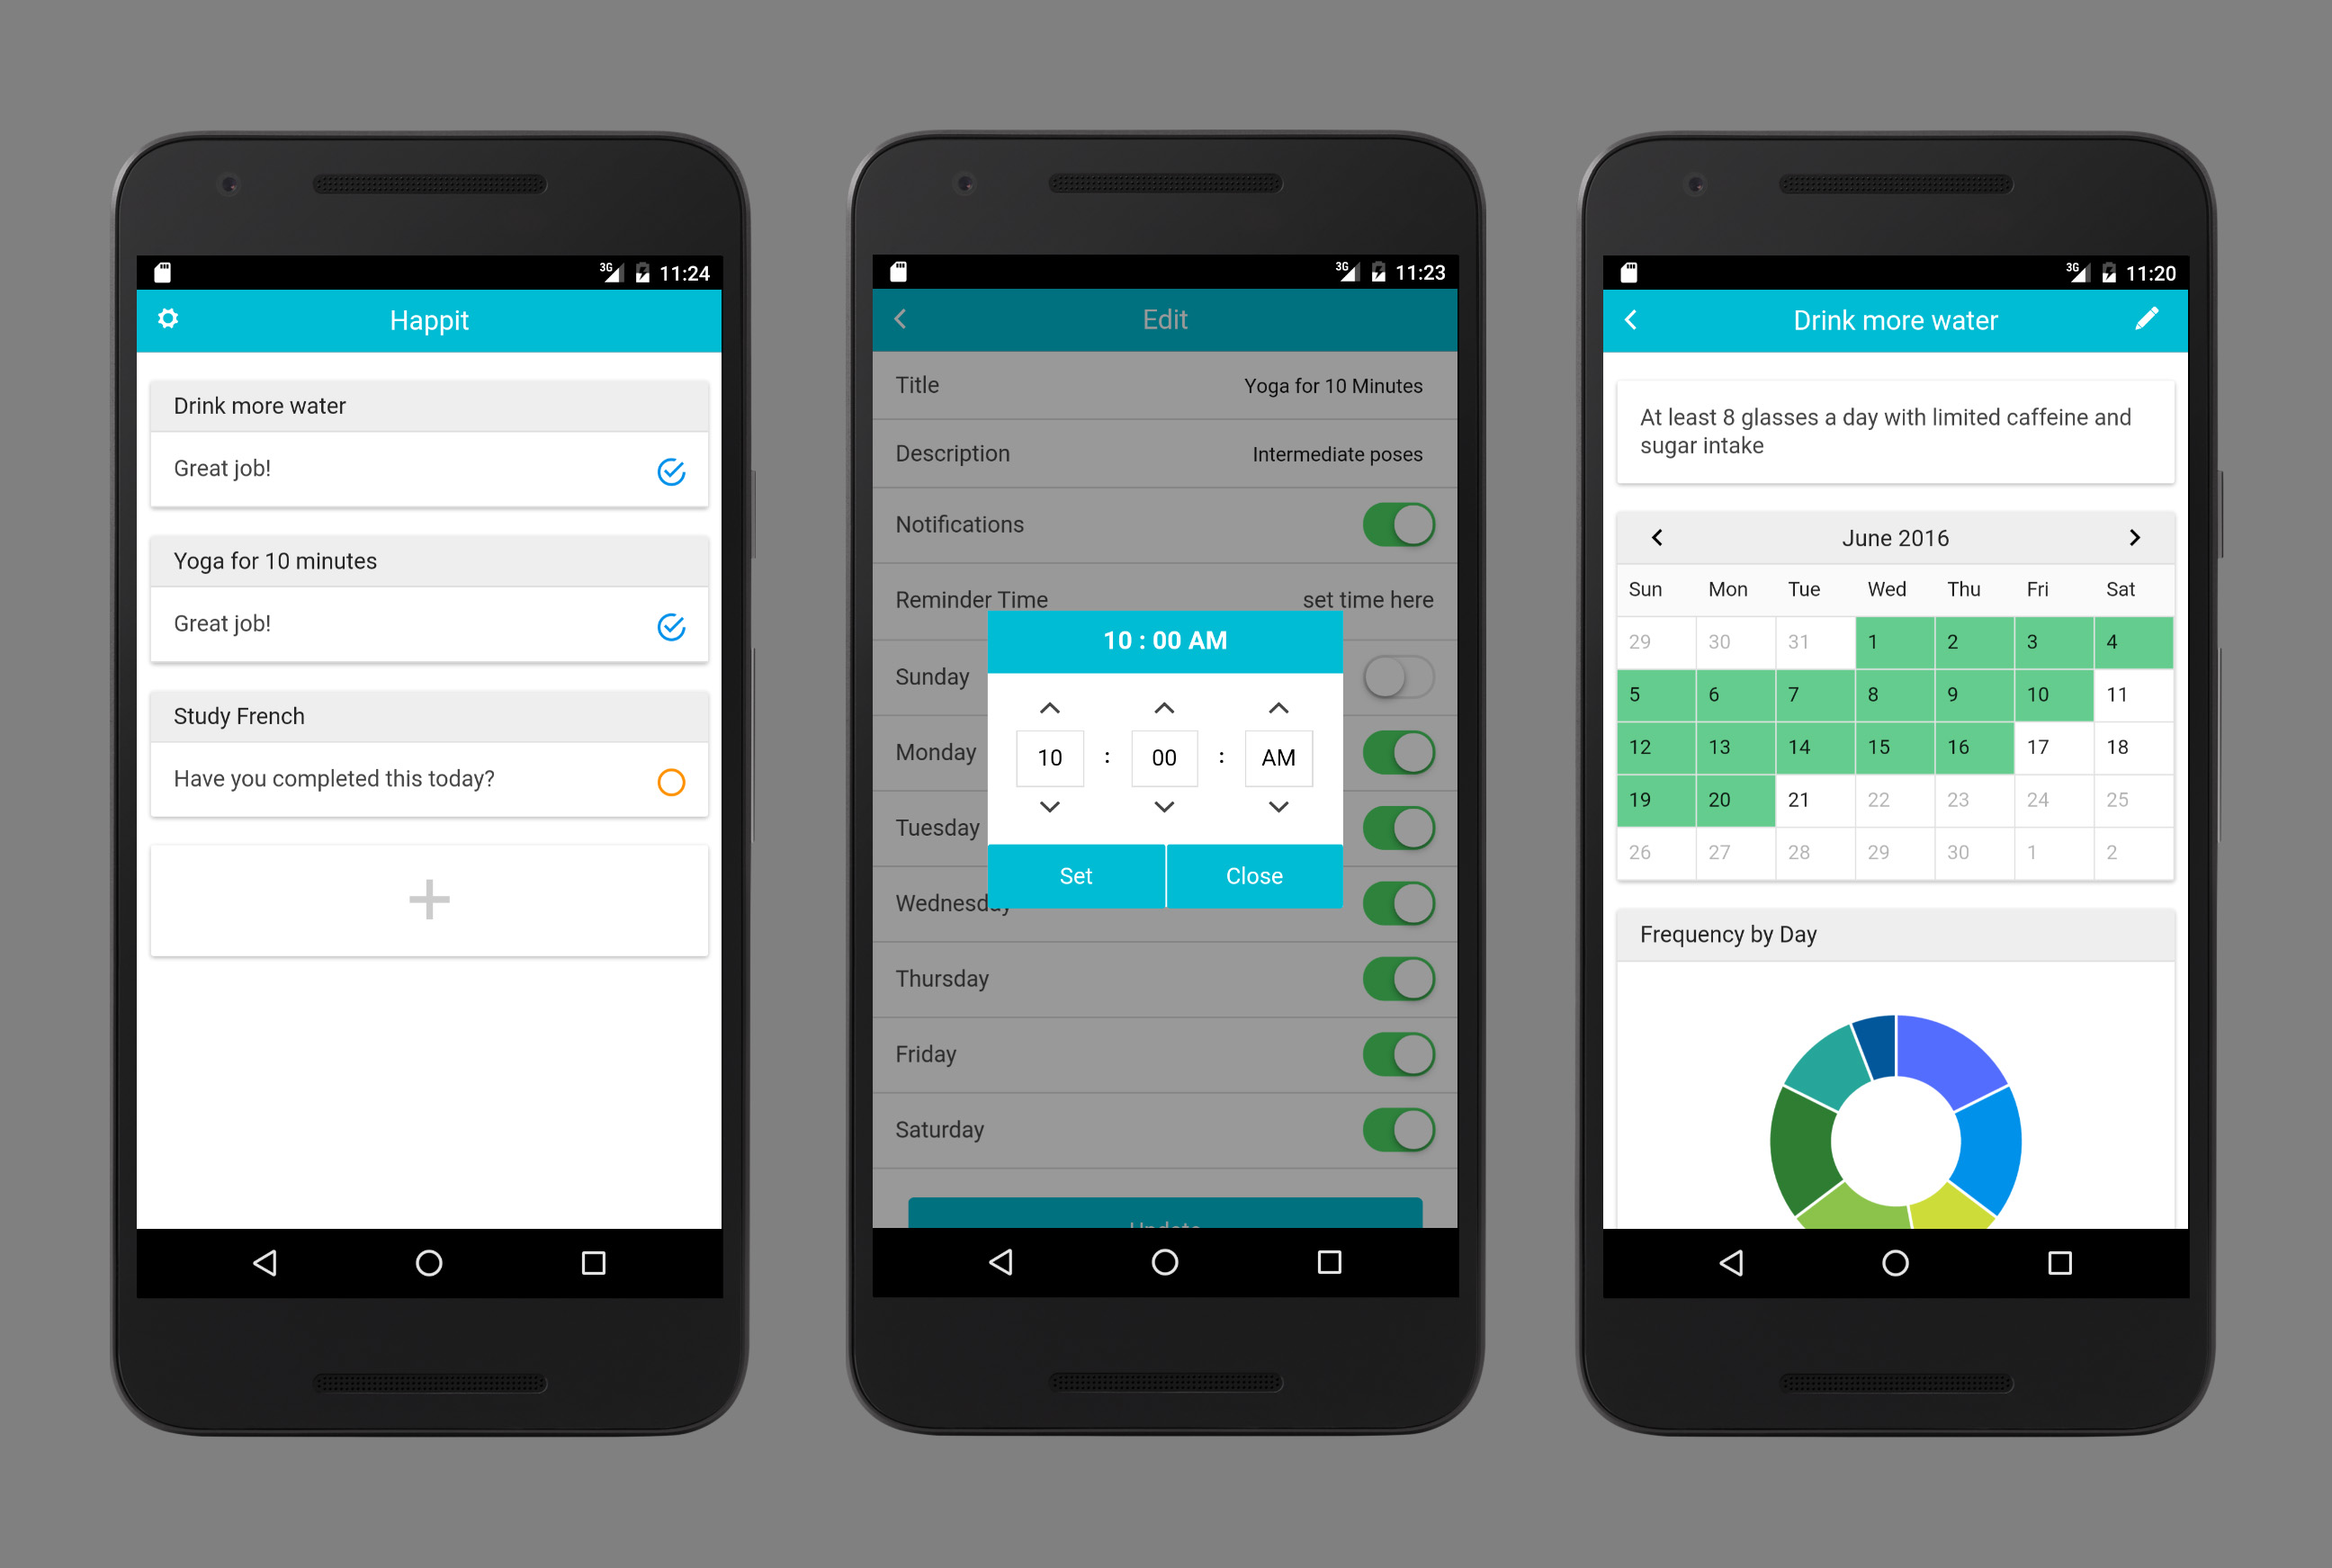 3G 11:24
Happit
Drink more water
Great job!
Yoga for 10 minutes
Great job!
Study French
Have you completed this today?
3G 11:23
Edit
Title Yoga for 10 Minutes
Description Intermediate poses
Notifications
Reminder Time set time here
10 : 00 AM
Sunday
Monday
10 : 00 : AM
Tuesday
Set Close
Wednesday
Thursday
Friday
Saturday
Update
3G 11:20
Drink more water
At least 8 glasses a day with limited caffeine and
sugar intake
June 2016
Sun Mon Tue Wed Thu Fri Sat
29 30 31 1 2 3 4
5 6 7 8 9 10 11
12 13 14 15 16 17 18
19 20 21 22 23 24 25
26 27 28 29 30 1 2
Frequency by Day